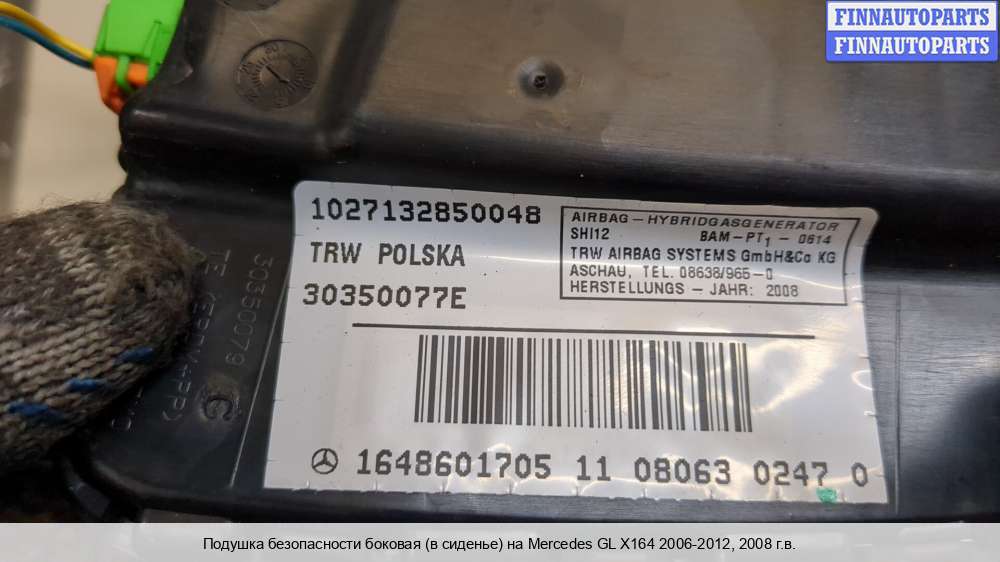 FINNAUTOPARTS
FINNAUTOPARTS
1027132850048
TRW POLSKA
30350077E
AIRBAG – HYBRIDGASGENERATOR
SHI12 BAM – PT1 – 0614
TRW AIRBAG SYSTEMS GmbH&Co KG
ASCHAU, TEL. 08638/965-0
HERSTELLUNGS – JAHR: 2008
30350079 C
1648601705 11 08063 0247 0
Подушка безопасности боковая (в сиденье) на Mercedes GL X164 2006-2012, 2008 г.в.